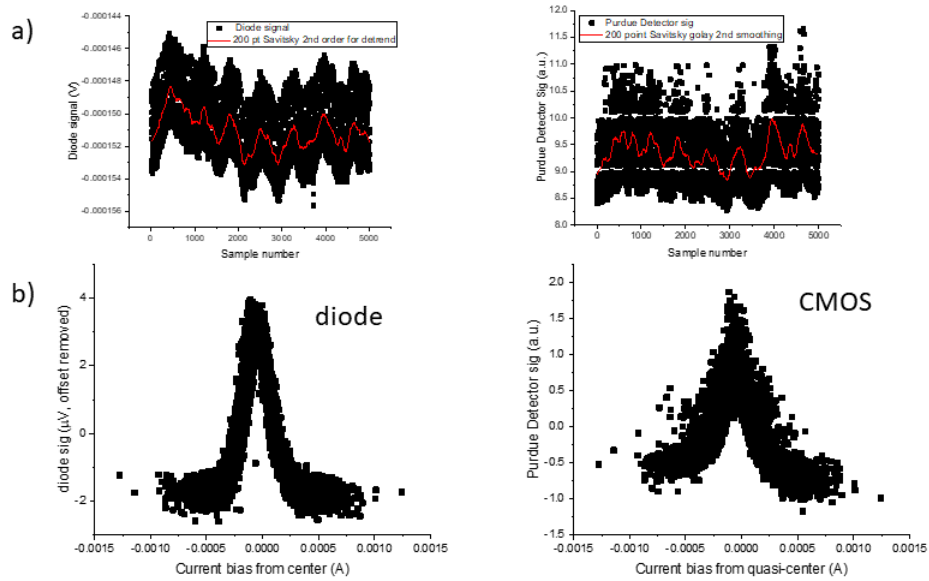 a)
Diode signal
200 pt Savitsky 2nd order for detrend
-0.000144
-0.000146
-0.000148
-0.000150
-0.000152
-0.000154
-0.000156
Diode signal (V)
0 1000 2000 3000 4000 5000
Sample number
Purdue Detector sig
200 point Savitsky golay 2nd smoothing
12.0
11.5
11.0
10.5
10.0
9.5
9.0
8.5
8.0
Purdue Detector Sig (a.u.)
0 1000 2000 3000 4000 5000
Sample number
b)
diode
4
2
0
-2
diode sig (µV, offset removed)
-0.0015 -0.0010 -0.0005 0.0000 0.0005 0.0010 0.0015
Current bias from center (A)
CMOS
2.0
1.5
1.0
0.5
0.0
-0.5
-1.0
-1.5
Purdue Detector sig (a.u.)
-0.0015 -0.0010 -0.0005 0.0000 0.0005 0.0010 0.0015
Current bias from quasi-center (A)